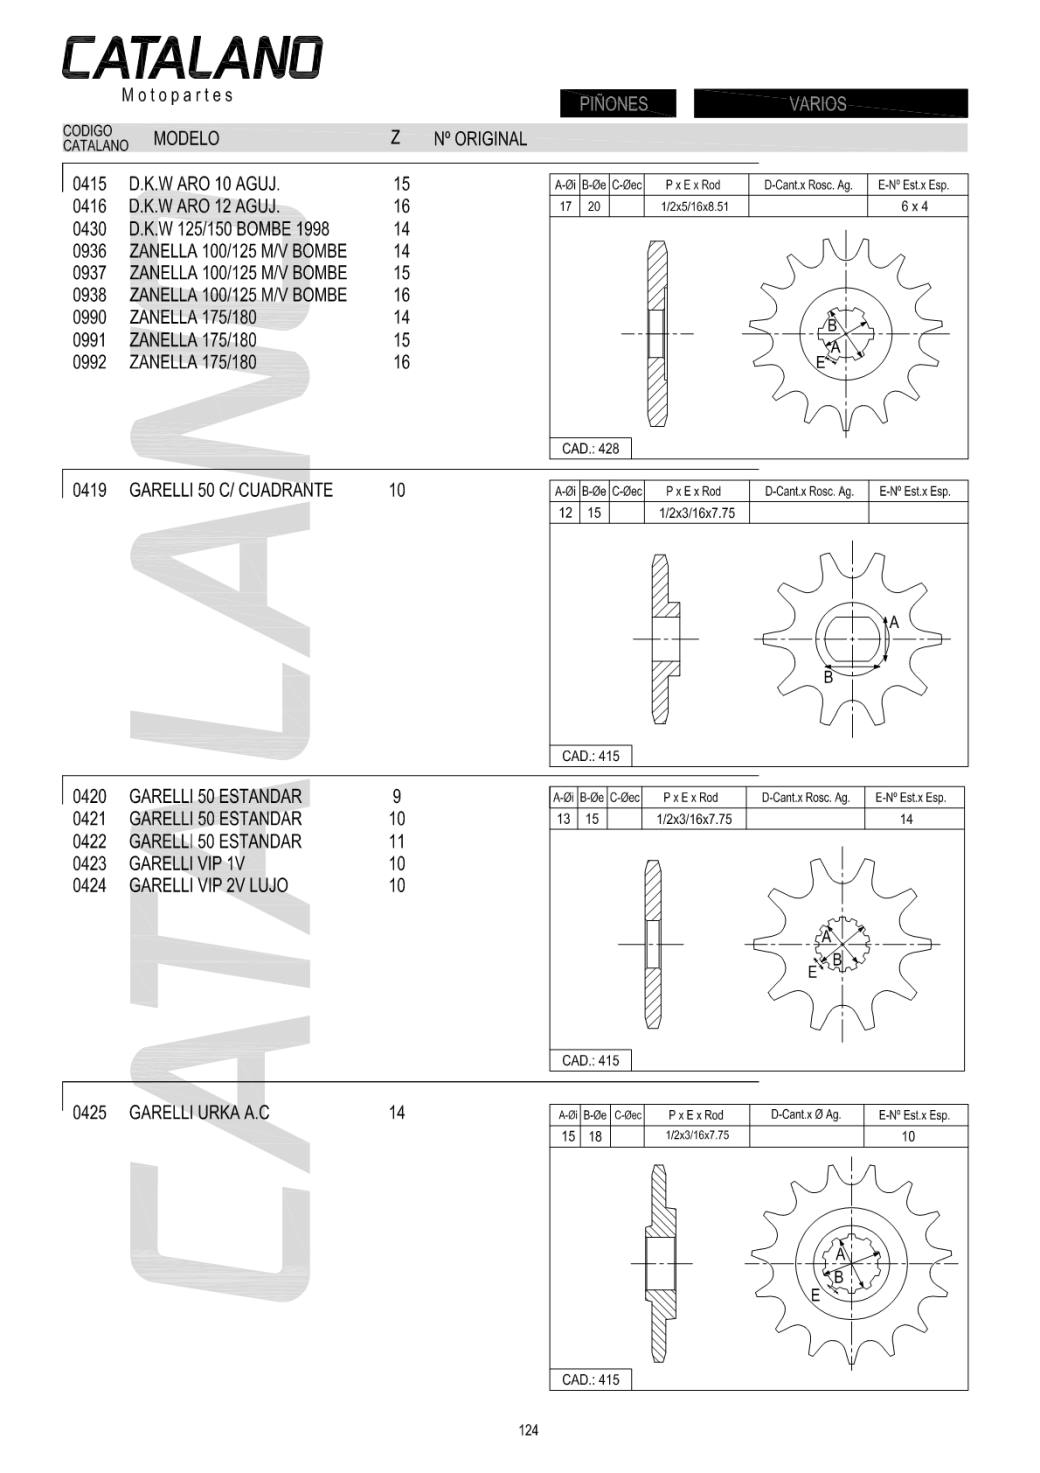 CATALANO
Motopartes
PIÑONES VARIOS
CODIGO CATALANO MODELO Z Nº ORIGINAL
0415 D.K.W ARO 10 AGUJ. 15
0416 D.K.W ARO 12 AGUJ. 16
0430 D.K.W 125/150 BOMBE 1998 14
0936 ZANELLA 100/125 M/V BOMBE 14
0937 ZANELLA 100/125 M/V BOMBE 15
0938 ZANELLA 100/125 M/V BOMBE 16
0990 ZANELLA 175/180 14
0991 ZANELLA 175/180 15
0992 ZANELLA 175/180 16
A-Øi B-Øe C-Øec P x E x Rod D-Cant.x Rosc. Ag. E-Nº Est.x Esp.
17 20 1/2x5/16x8.51 6 x 4
B
A
E
CAD.: 428
0419 GARELLI 50 C/ CUADRANTE 10
A-Øi B-Øe C-Øec P x E x Rod D-Cant.x Rosc. Ag. E-Nº Est.x Esp.
12 15 1/2x3/16x7.75
A
B
CAD.: 415
0420 GARELLI 50 ESTANDAR 9
0421 GARELLI 50 ESTANDAR 10
0422 GARELLI 50 ESTANDAR 11
0423 GARELLI VIP 1V 10
0424 GARELLI VIP 2V LUJO 10
A-Øi B-Øe C-Øec P x E x Rod D-Cant.x Rosc. Ag. E-Nº Est.x Esp.
13 15 1/2x3/16x7.75 14
A
B
E
CAD.: 415
0425 GARELLI URKA A.C 14
A-Øi B-Øe C-Øec P x E x Rod D-Cant.x Ø Ag. E-Nº Est.x Esp.
15 18 1/2x3/16x7.75 10
A
B
E
CAD.: 415
CATALANO
124